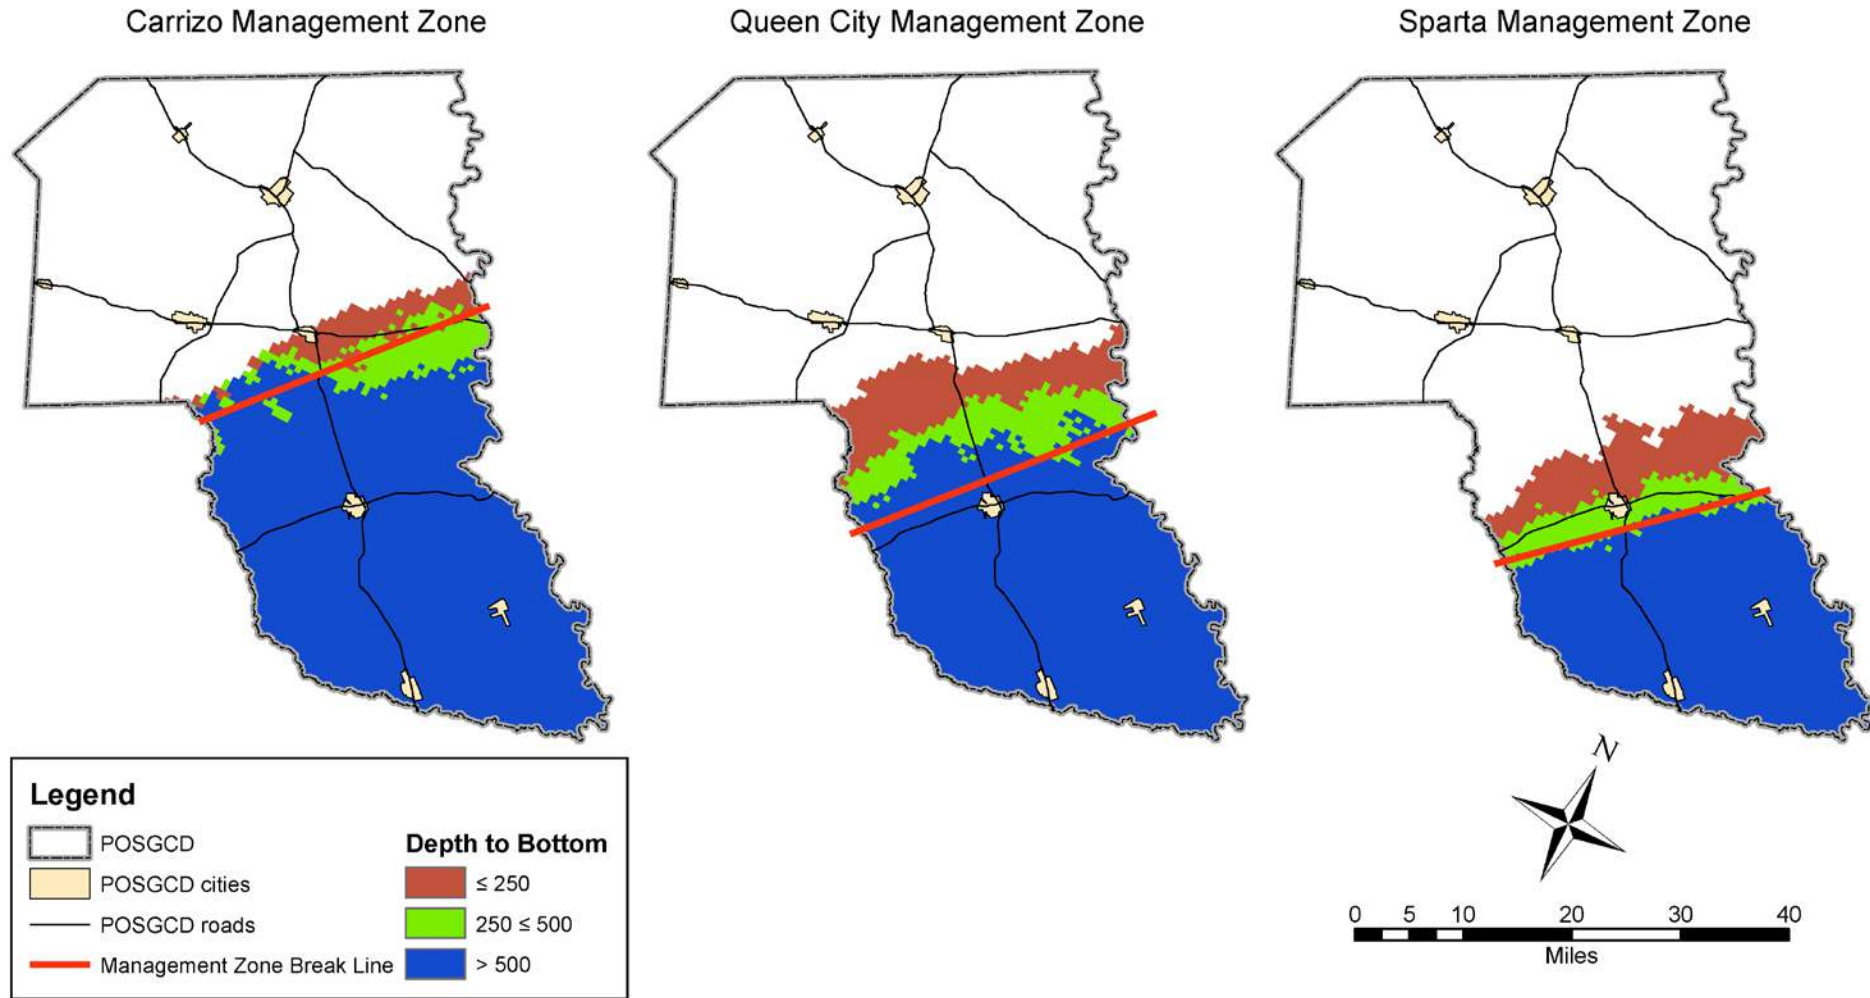 Carrizo Management Zone
Queen City Management Zone
Sparta Management Zone
Legend
POSGCD
POSGCD cities
POSGCD roads
Management Zone Break Line
Depth to Bottom
≤ 250
250 ≤ 500
> 500
N
0 5 10 20 30 40
Miles